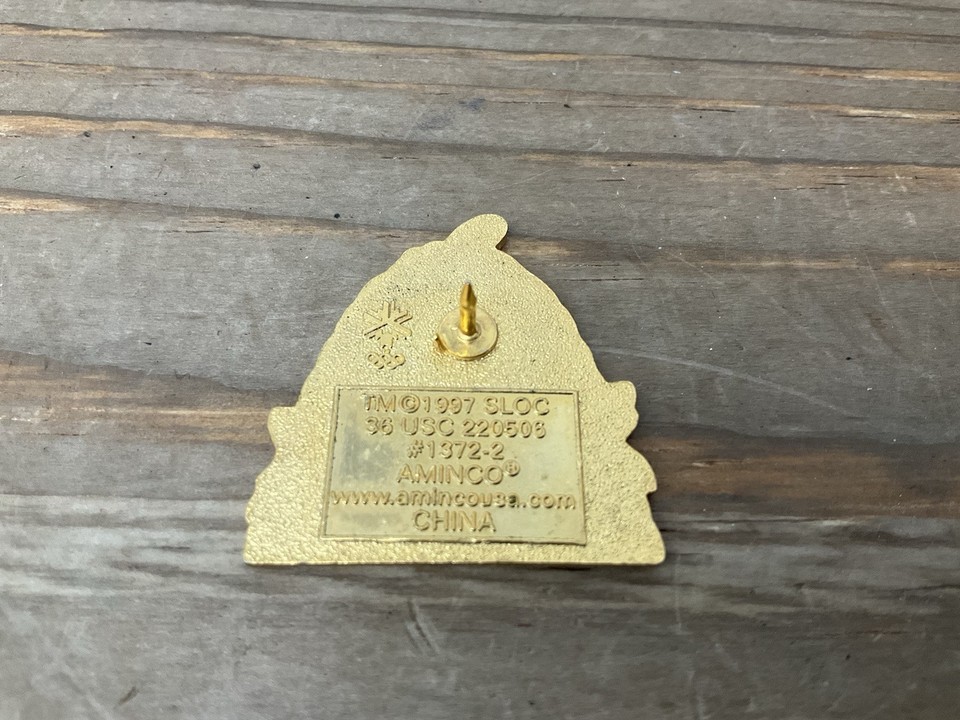 TM©1997 SLOC
36 USC 220506
#1372-2
AMINCO®
www.amincousa.com
CHINA